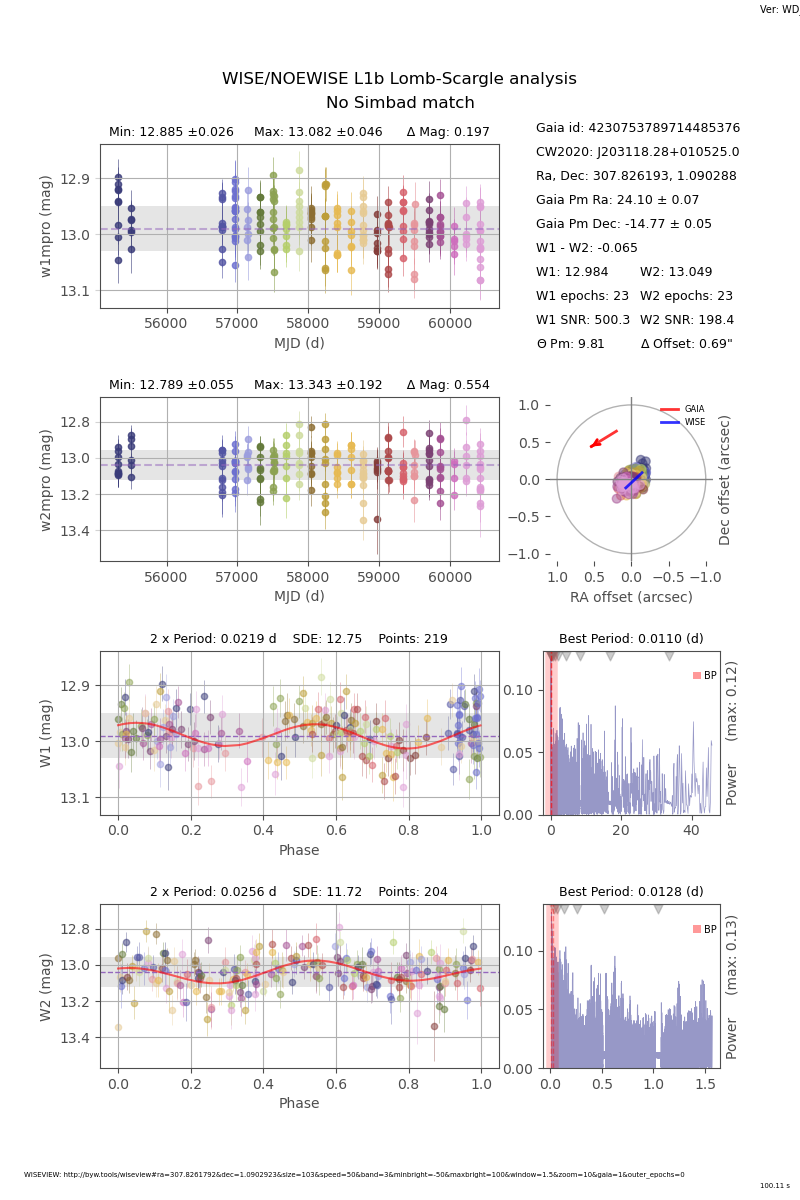 Ver: WD_
WISE/NOEWISE L1b Lomb-Scargle analysis
No Simbad match
Min: 12.885 ±0.026 Max: 13.082 ±0.046 Δ Mag: 0.197
12.9
13.0
13.1
w1mpro (mag)
56000 57000 58000 59000 60000
MJD (d)
Gaia id: 4230753789714485376
CW2020: J203118.28+010525.0
Ra, Dec: 307.826193, 1.090288
Gaia Pm Ra: 24.10 ± 0.07
Gaia Pm Dec: -14.77 ± 0.05
W1 - W2: -0.065
W1: 12.984 W2: 13.049
W1 epochs: 23 W2 epochs: 23
W1 SNR: 500.3 W2 SNR: 198.4
Θ Pm: 9.81 Δ Offset: 0.69"
Min: 12.789 ±0.055 Max: 13.343 ±0.192 Δ Mag: 0.554
12.8
13.0
13.2
13.4
w2mpro (mag)
56000 57000 58000 59000 60000
MJD (d)
1.0
0.5
0.0
−0.5
−1.0
GAIA
WISE
Dec offset (arcsec)
1.0 0.5 0.0 −0.5 −1.0
RA offset (arcsec)
2 x Period: 0.0219 d SDE: 12.75 Points: 219
12.9
13.0
13.1
W1 (mag)
0.0 0.2 0.4 0.6 0.8 1.0
Phase
Best Period: 0.0110 (d)
0.10
0.05
0.00
BP
Power (max: 0.12)
0 20 40
2 x Period: 0.0256 d SDE: 11.72 Points: 204
12.8
13.0
13.2
13.4
W2 (mag)
0.0 0.2 0.4 0.6 0.8 1.0
Phase
Best Period: 0.0128 (d)
0.10
0.05
0.00
BP
Power (max: 0.13)
0.0 0.5 1.0 1.5
WISEVIEW: http://byw.tools/wiseview#ra=307.8261792&dec=1.0902923&size=103&speed=50&band=3&minbright=-50&maxbright=100&window=1.5&zoom=10&gaia=1&outer_epochs=0
100.11 s